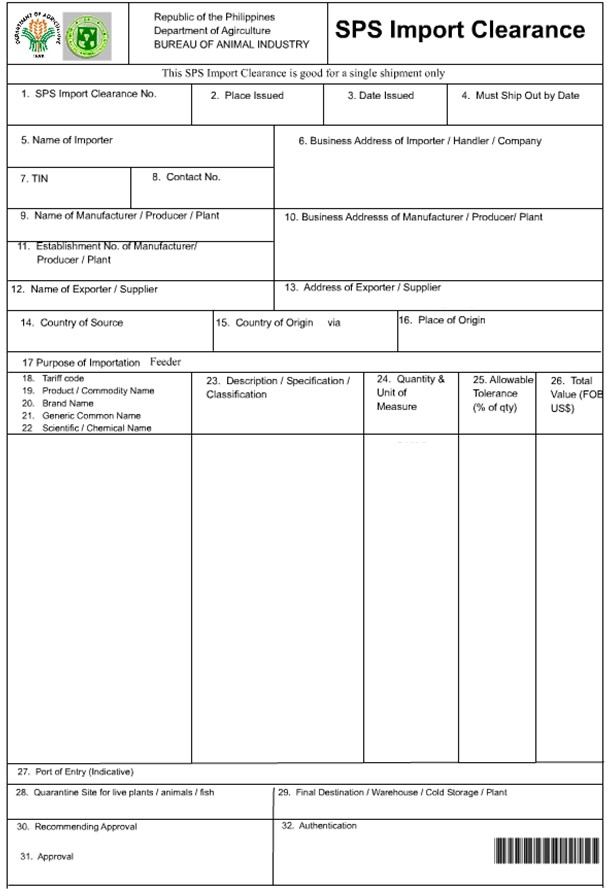 DEPARTMENT OF AGRICULTURE
Republic of the Philippines
Department of Agriculture
BUREAU OF ANIMAL INDUSTRY
SPS Import Clearance
This SPS Import Clearance is good for a single shipment only
1. SPS Import Clearance No.
2. Place Issued
3. Date Issued
4. Must Ship Out by Date
5. Name of Importer
6. Business Address of Importer / Handler / Company
7. TIN
8. Contact No.
9. Name of Manufacturer / Producer / Plant
10. Business Addresss of Manufacturer / Producer/ Plant
11. Establishment No. of Manufacturer/
Producer / Plant
12. Name of Exporter / Supplier
13. Address of Exporter / Supplier
14. Country of Source
15. Country of Origin via
16. Place of Origin
17 Purpose of Importation Feeder
18. Tariff code
19. Product / Commodity Name
20. Brand Name
21. Generic Common Name
22 Scientific / Chemical Name
23. Description / Specification /
Classification
24. Quantity &
Unit of
Measure
25. Allowable
Tolerance
(% of qty)
26. Total
Value (FOB
US$)
27. Port of Entry (Indicative)
28. Quarantine Site for live plants / animals / fish
29. Final Destination / Warehouse / Cold Storage / Plant
30. Recommending Approval
31. Approval
32. Authentication